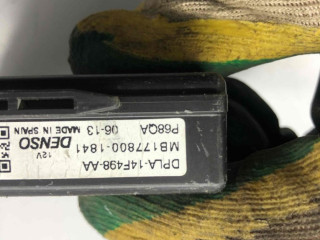 DPLA-14F498-AA
MB177800-1841
12V
P68QA 06-13
DENSO
MADE IN SPAIN